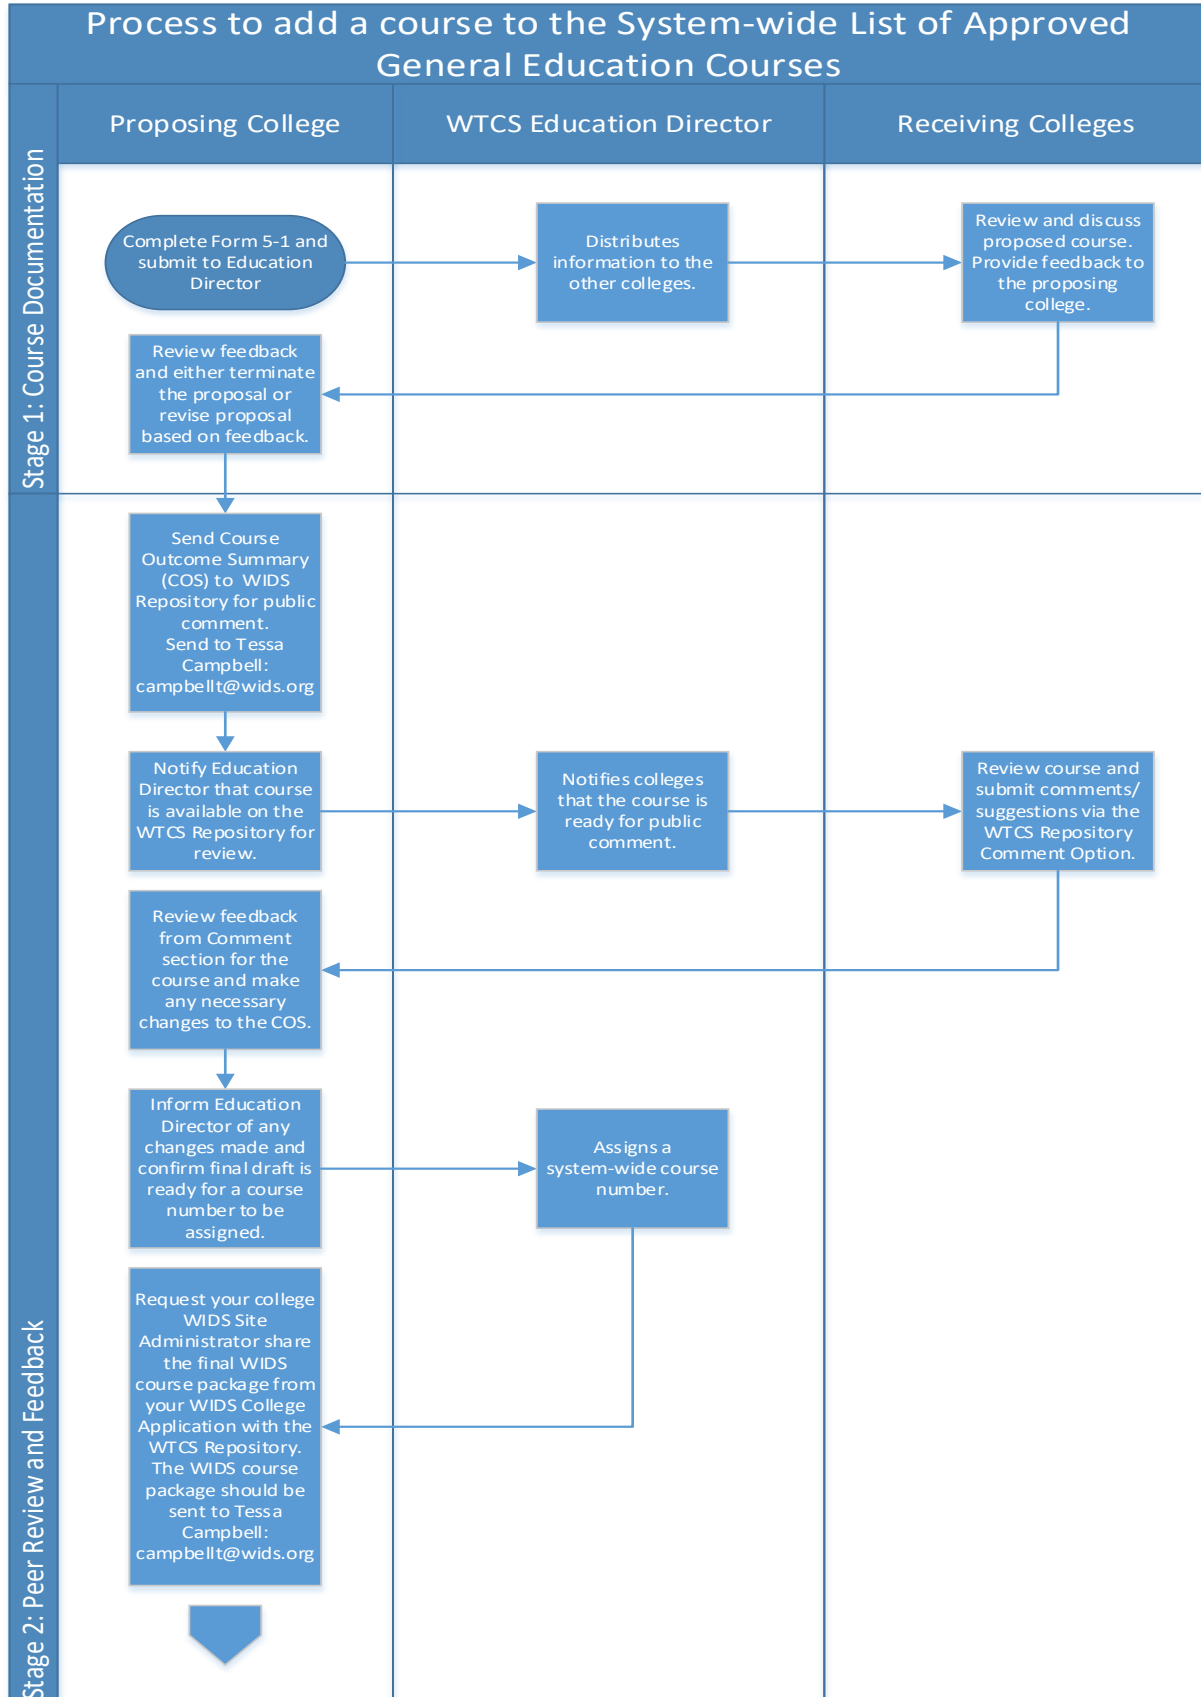 Process to add a course to the System-wide List of Approved
General Education Courses
Proposing College
WTCS Education Director
Receiving Colleges
Stage 1: Course Documentation
Complete Form 5-1 and
submit to Education
Director
Distributes
information to the
other colleges.
Review and discuss
proposed course.
Provide feedback to
the proposing
college.
Review feedback
and either terminate
the proposal or
revise proposal
based on feedback.
Stage 2: Peer Review and Feedback
Send Course
Outcome Summary
(COS) to WIDS
Repository for public
comment.
Send to Tessa
Campbell:
campbellt@wids.org
Notify Education
Director that course
is available on the
WTCS Repository for
review.
Notifies colleges
that the course is
ready for public
comment.
Review course and
submit comments/
suggestions via the
WTCS Repository
Comment Option.
Review feedback
from Comment
section for the
course and make
any necessary
changes to the COS.
Inform Education
Director of any
changes made and
confirm final draft is
ready for a course
number to be
assigned.
Assigns a
system-wide course
number.
Request your college
WIDS Site
Administrator share
the final WIDS
course package from
your WIDS College
Application with the
WTCS Repository.
The WIDS course
package should be
sent to Tessa
Campbell:
campbellt@wids.org